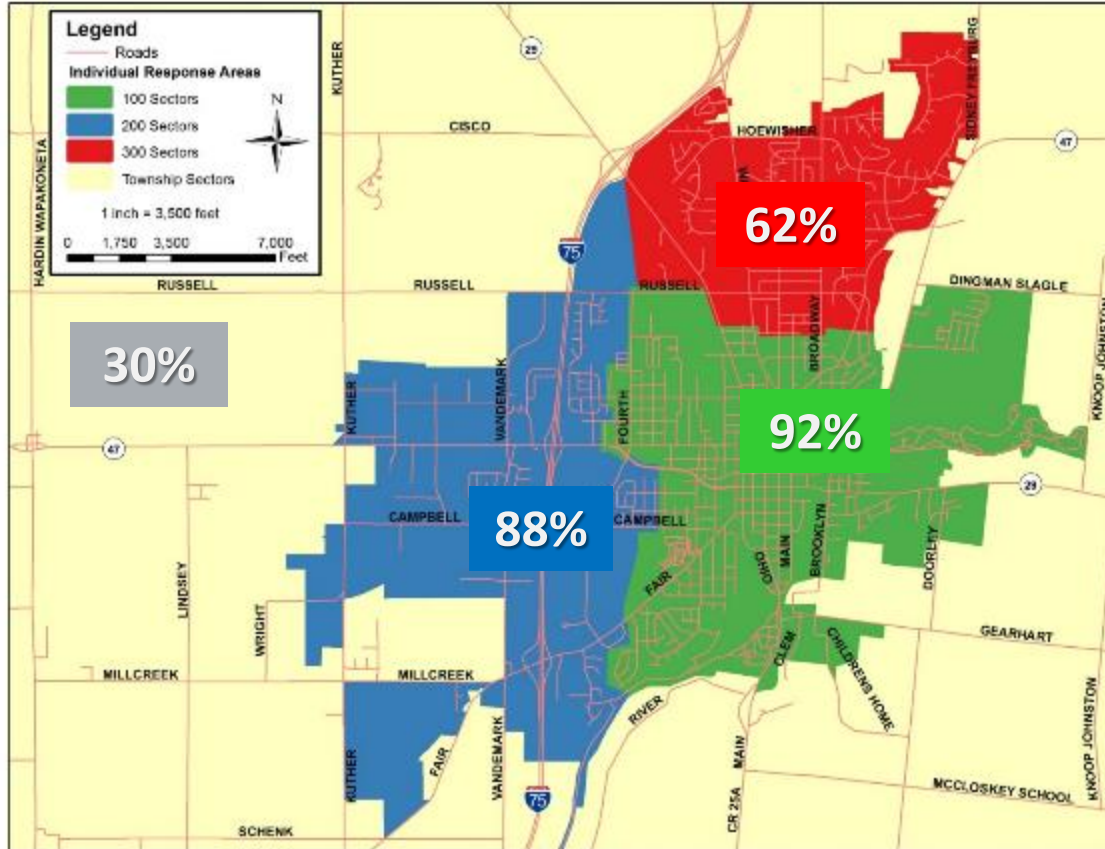 Legend
Roads
Individual Response Areas
100 Sectors
200 Sectors
300 Sectors
Township Sectors
N
1 inch = 3,500 feet
0 1,750 3,500 7,000
Feet
HARDIN WAPAKONETA
KUTHER
29
CISCO
HOEWISHER
SIDNEY FREYBURG
47
62%
75
RUSSELL
RUSSELL
RUSSELL
DINGMAN SLAGLE
30%
BROADWAY
KNOOP JOHNSTON
KUTHER
VANDEMARK
FOURTH
92%
47
29
CAMPBELL
88%
CAMPBELL
LINDSEY
WRIGHT
FAIR
OHIO
MAIN
BROOKLYN
DOORLEY
GEARHART
CLEM
CHILDRENS HOME
MILLCREEK
MILLCREEK
RIVER
KUTHER
FAIR
VANDEMARK
MAIN
CR 25A
KNOOP JOHNSTON
MCCLOSKEY SCHOOL
75
SCHENK